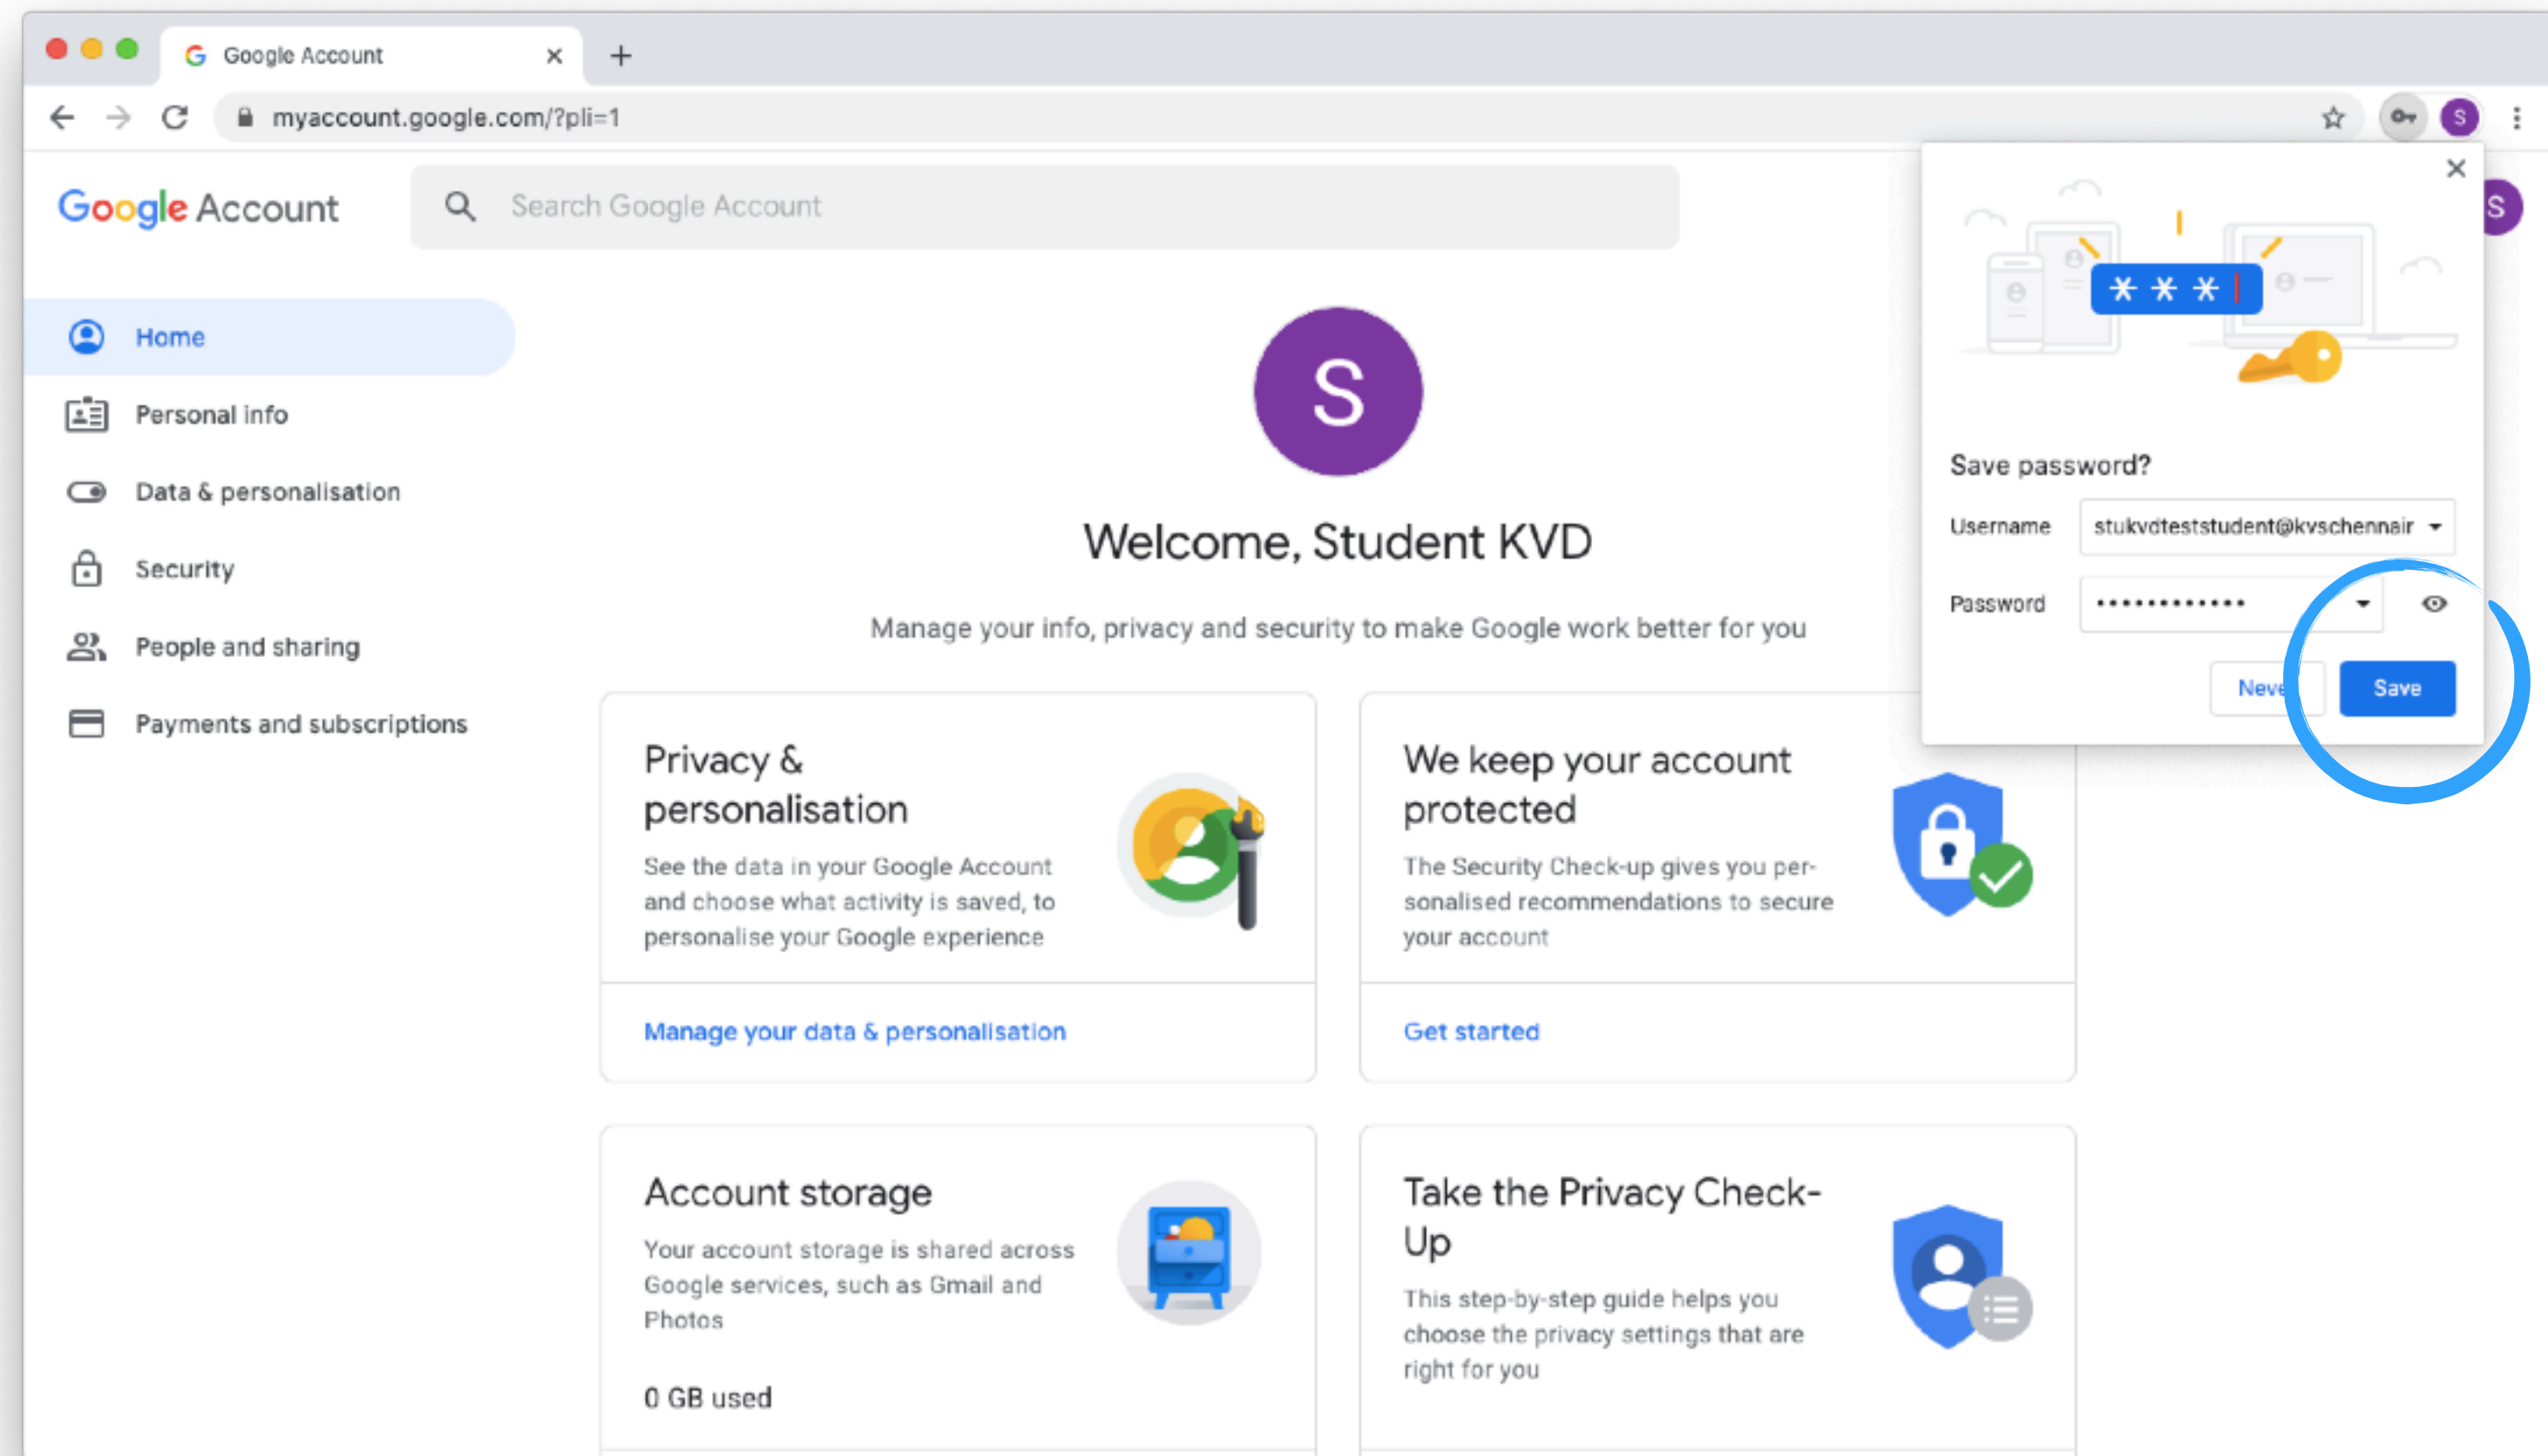 Google Account
myaccount.google.com/?pli=1
S
Google Account
Search Google Account
S
Home
Personal info
Data & personalisation
Security
People and sharing
Payments and subscriptions
S
Welcome, Student KVD
Manage your info, privacy and security to make Google work better for you
Privacy &
personalisation
See the data in your Google Account
and choose what activity is saved, to
personalise your Google experience
Manage your data & personalisation
We keep your account
protected
The Security Check-up gives you per-
sonalised recommendations to secure
your account
Get started
Account storage
Your account storage is shared across
Google services, such as Gmail and
Photos
0 GB used
Take the Privacy Check-
Up
This step-by-step guide helps you
choose the privacy settings that are
right for you
* * *
Save password?
Username stukvdteststudent@kvschennair
Password ••••••••••••
Neve
Save